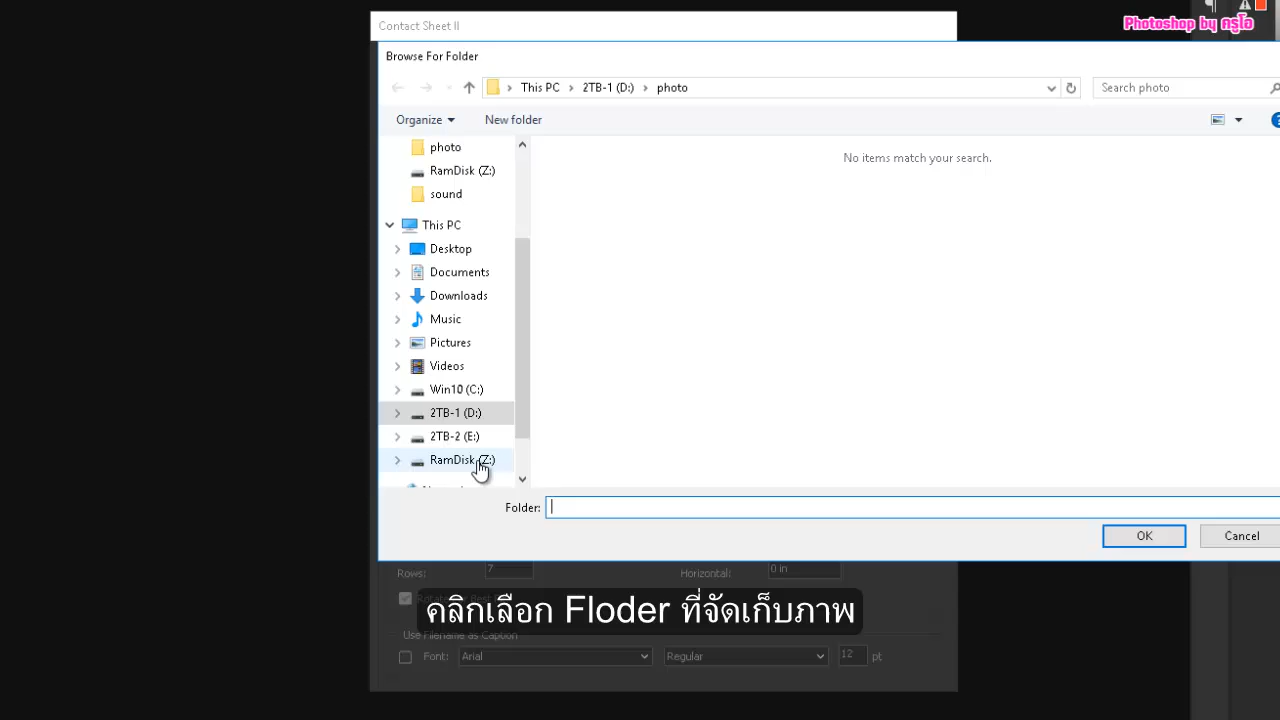 Contact Sheet II
Photoshop by ครูโอ
Browse For Folder
This PC
2TB-1 (D:)
photo
Search photo
Organize
New folder
photo
RamDisk (Z:)
sound
No items match your search.
This PC
Desktop
Documents
Downloads
Music
Pictures
Videos
Win10 (C:)
2TB-1 (D:)
2TB-2 (E:)
RamDisk (Z:)
Folder:
OK
Cancel
Rows:
7
Horizontal:
0 in
คลิกเลือก Floder ที่จัดเก็บภาพ
Use Filename as Caption
Font:
Arial
Regular
12
pt